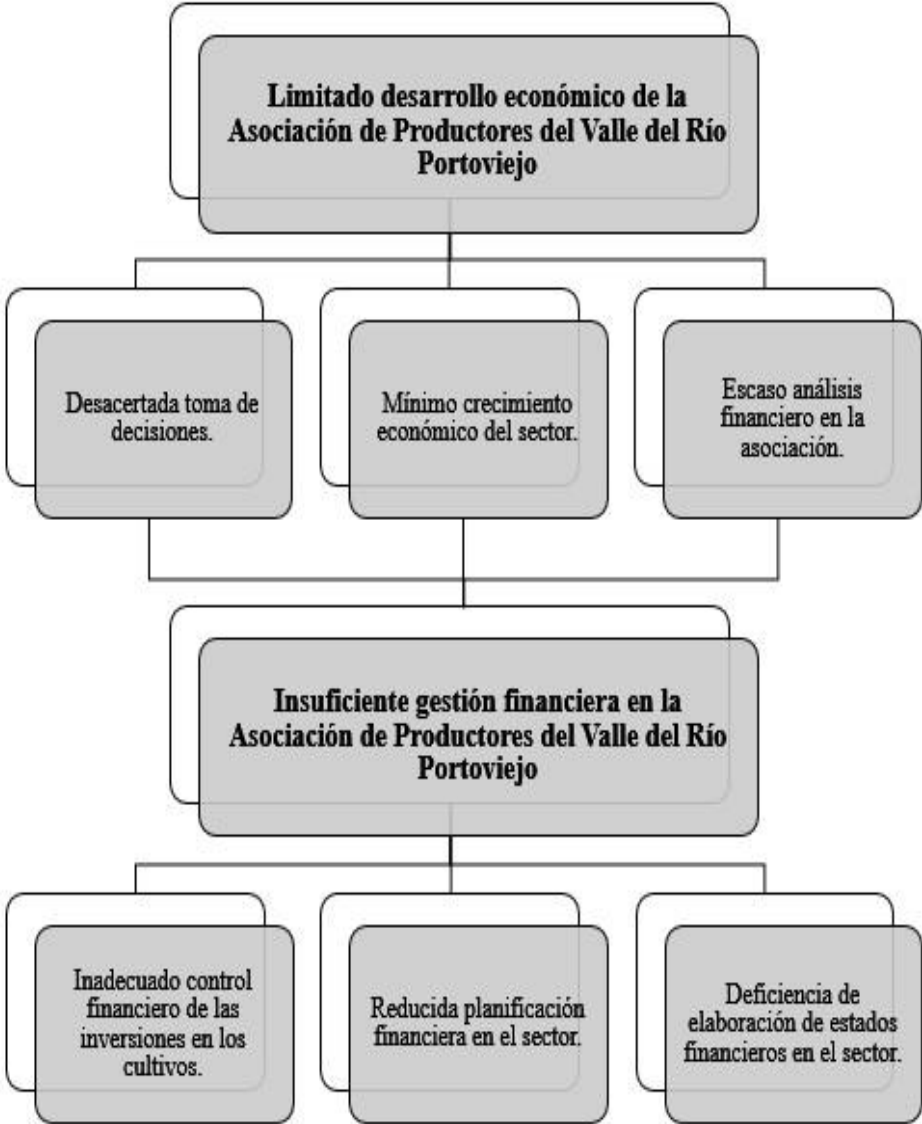 Limitado desarrollo económico de la
Asociación de Productores del Valle del Río
Portoviejo
Desacertada toma de
decisiones.
Mínimo crecimiento
económico del sector.
Escaso análisis
financiero en la
asociación.
Insuficiente gestión financiera en la
Asociación de Productores del Valle del Río
Portoviejo
Inadecuado control
financiero de las
inversiones en los
cultivos.
Reducida planificación
financiera en el sector.
Deficiencia de
elaboración de estados
financieros en el sector.